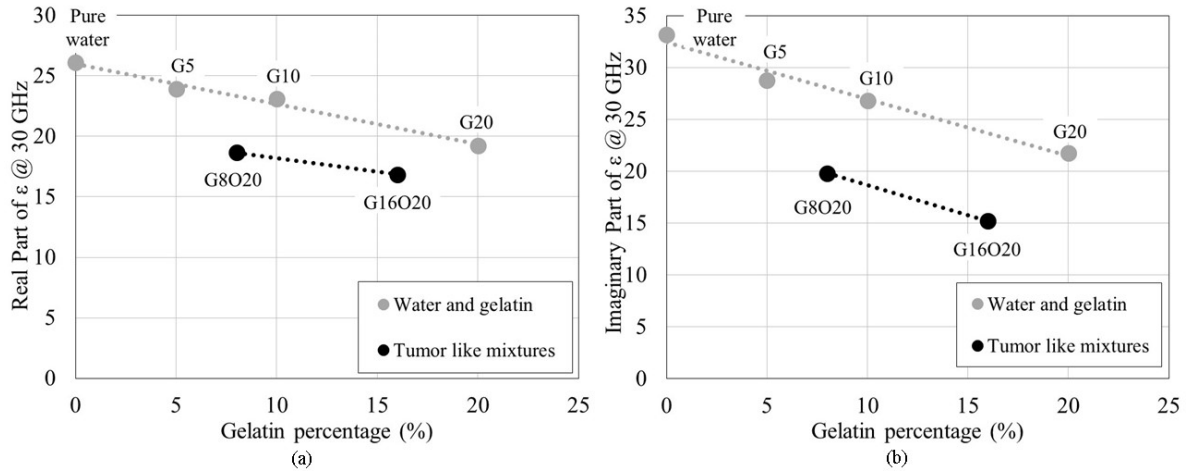 30
25
20
15
10
5
0
Real Part of ε @ 30 GHz
Pure
water
G5
G10
G20
G8O20
G16O20
Water and gelatin
Tumor like mixtures
0 5 10 15 20 25
Gelatin percentage (%)
(a)
35
30
25
20
15
10
5
0
Imaginary Part of ε @ 30 GHz
Pure
water
G5
G10
G20
G8O20
G16O20
Water and gelatin
Tumor like mixtures
0 5 10 15 20 25
Gelatin percentage (%)
(b)